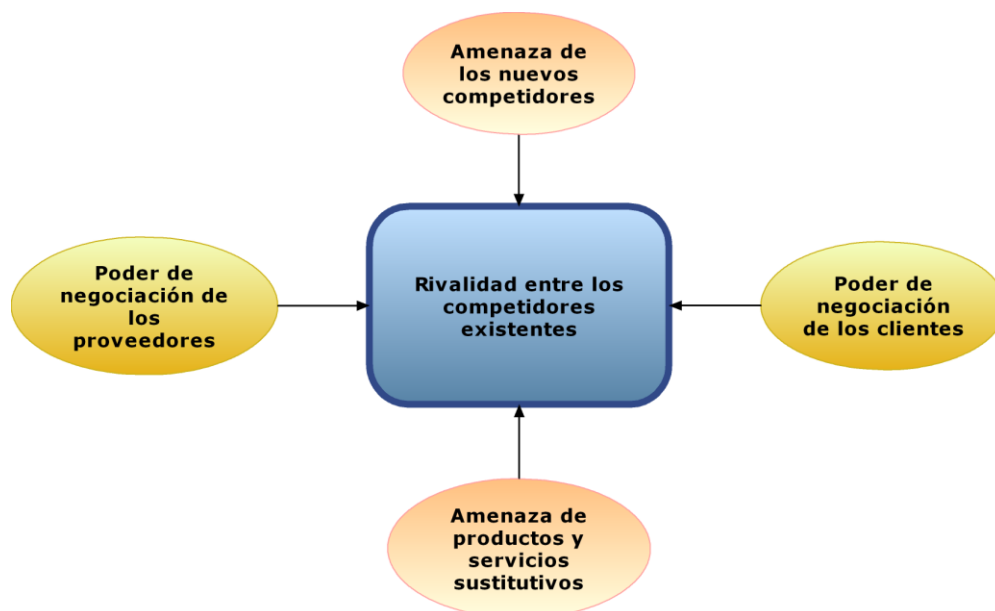 Amenaza de
los nuevos
competidores
Poder de
negociación de
los
proveedores
Rivalidad entre los
competidores
existentes
Poder de
negociación
de los clientes
Amenaza de
productos y
servicios
sustitutivos